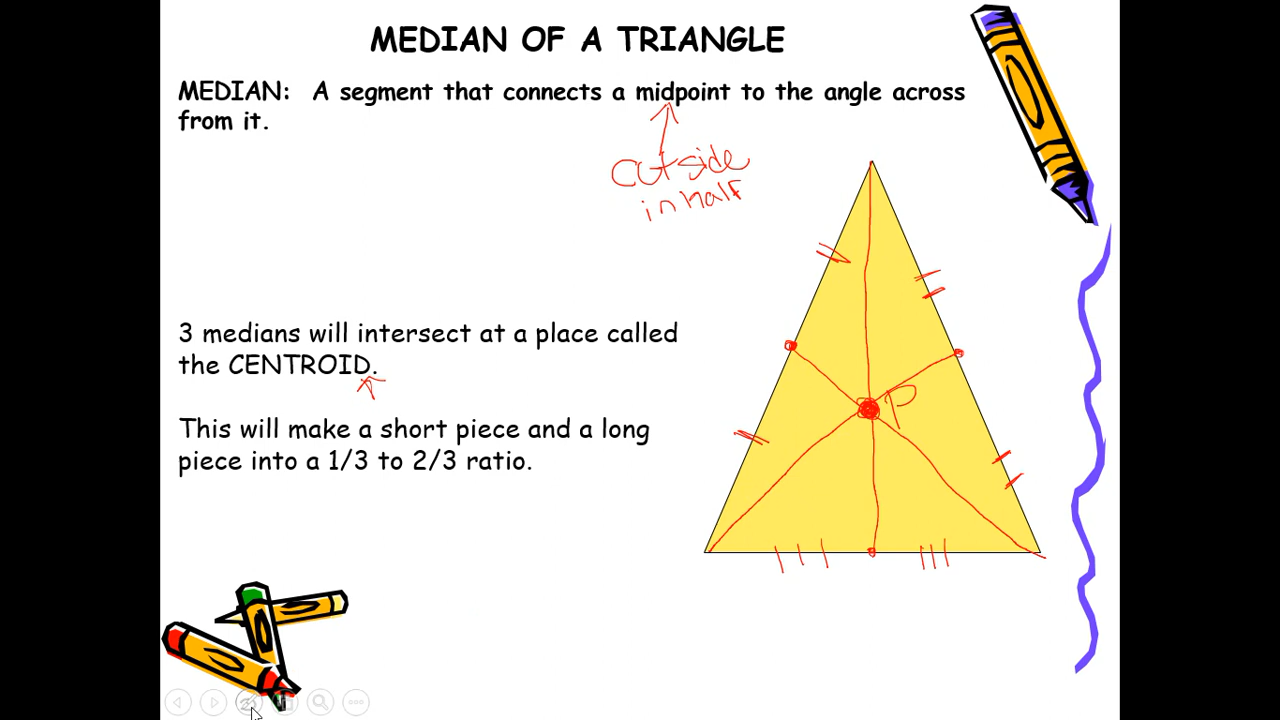 MEDIAN OF A TRIANGLE
MEDIAN: A segment that connects a midpoint to the angle across
from it.
cut side
in half
3 medians will intersect at a place called
the CENTROID.
This will make a short piece and a long
piece into a 1/3 to 2/3 ratio.
P